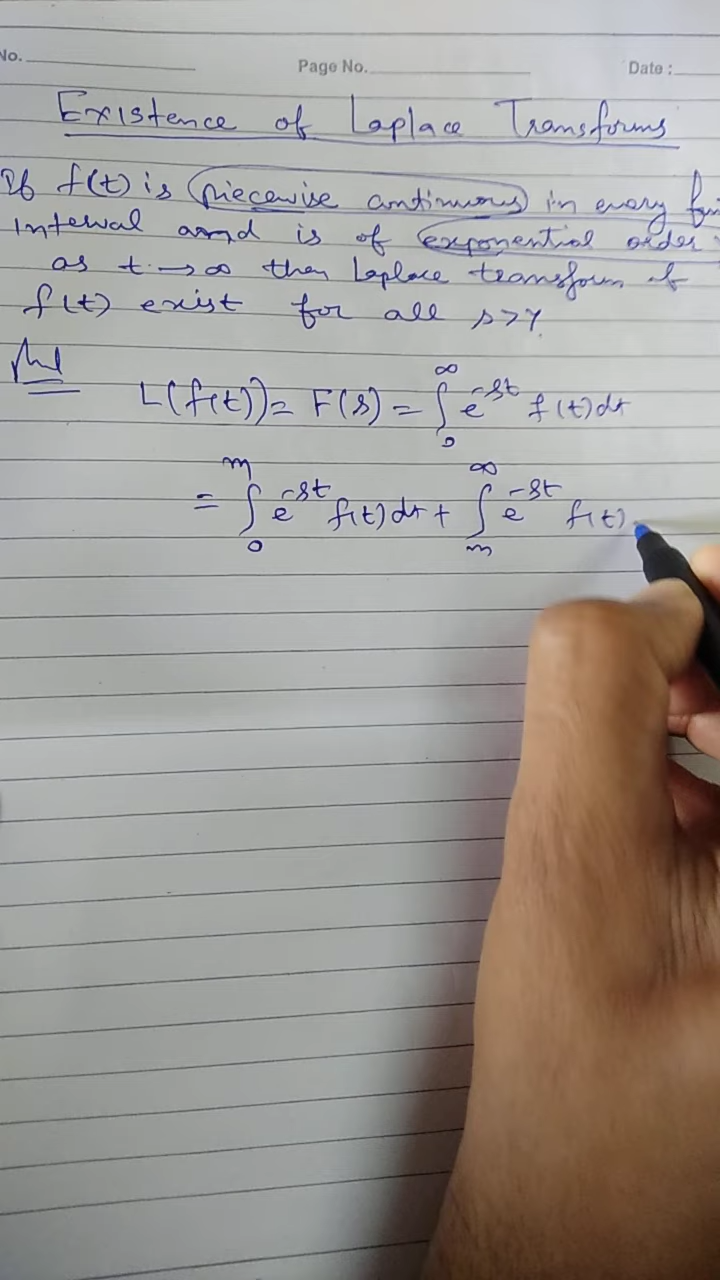 No.
Page No.
Date :
Existence of Laplace Transforms
If f(t) is piecewise continuous in every
interval and is of exponential order
as t → ∞ then Laplace transform of
f(t) exist for all s>γ
L(f(t)) = F(s) = ∫₀^∞ e^-st f(t) dt
= ∫₀^m e^-st f(t) dt + ∫ₘ^∞ e^-st f(t)